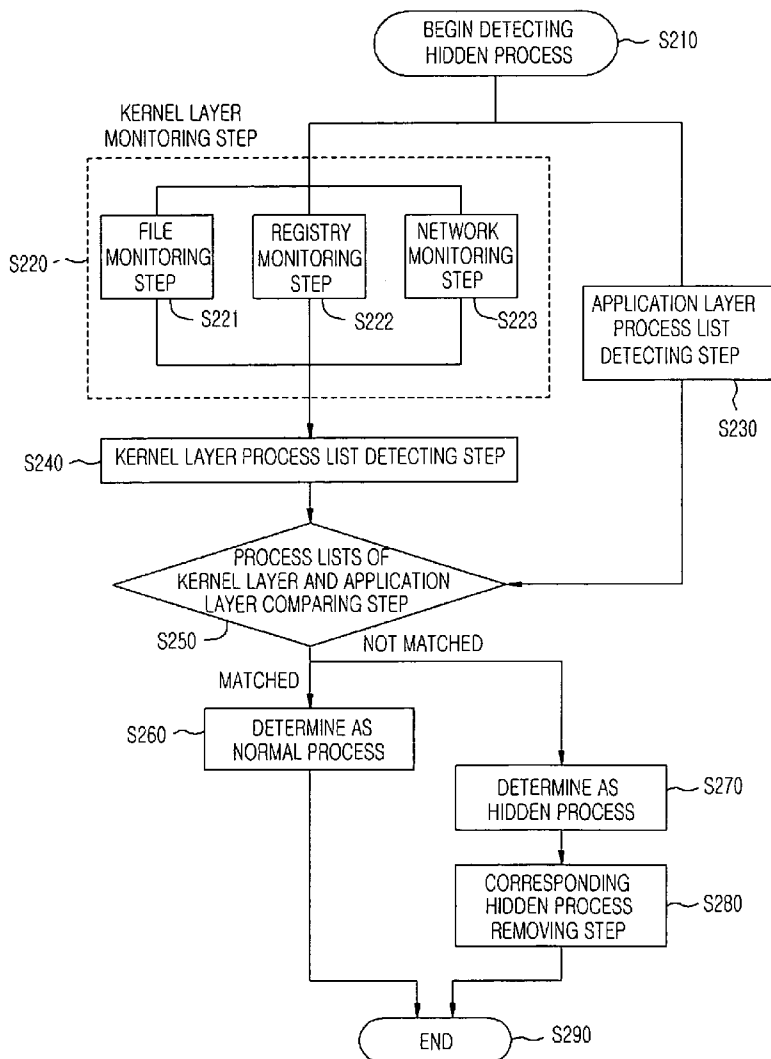 BEGIN DETECTING
HIDDEN PROCESS
S210
KERNEL LAYER
MONITORING STEP
S220
FILE
MONITORING
STEP
S221
REGISTRY
MONITORING
STEP
S222
NETWORK
MONITORING
STEP
S223
APPLICATION LAYER
PROCESS LIST
DETECTING STEP
S230
S240
KERNEL LAYER PROCESS LIST DETECTING STEP
PROCESS LISTS OF
KERNEL LAYER AND APPLICATION
LAYER COMPARING STEP
S250
NOT MATCHED
MATCHED
S260
DETERMINE AS
NORMAL PROCESS
DETERMINE AS
HIDDEN PROCESS
S270
CORRESPONDING
HIDDEN PROCESS
REMOVING STEP
S280
END
S290